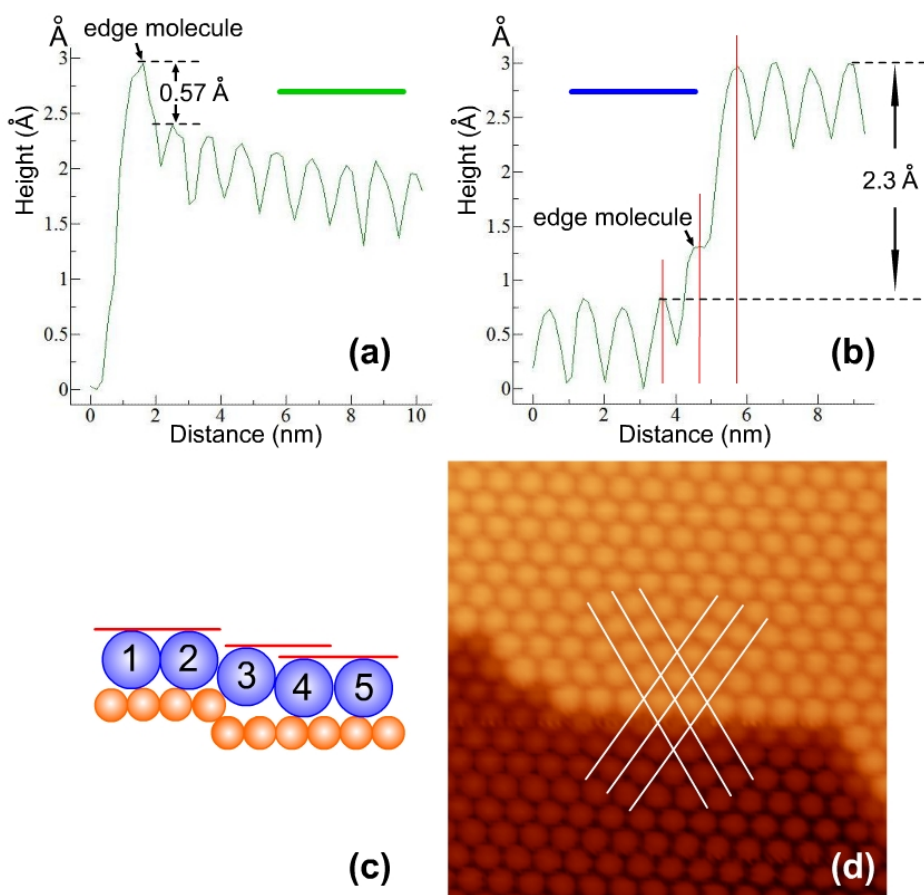 Å
edge molecule
3
0.57 Å
2.5
2
1.5
1
0.5
0
Height (Å)
(a)
0 2 4 6 8 10
Distance (nm)
Å
3
2.5
2
2.3 Å
edge molecule
1.5
1
0.5
0
Height (Å)
(b)
0 2 4 6 8
Distance (nm)
1 2 3 4 5
(c)
(d)